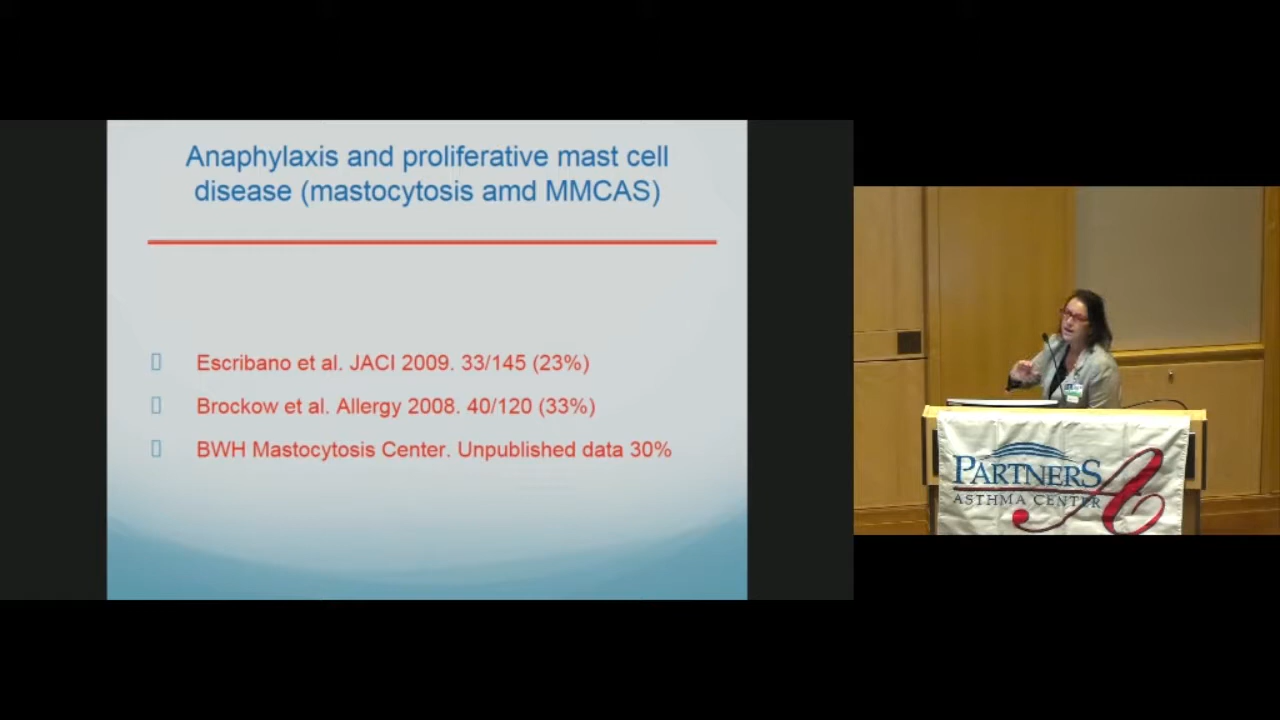 Anaphylaxis and proliferative mast cell
disease (mastocytosis amd MMCAS)
Escribano et al. JACI 2009. 33/145 (23%)
Brockow et al. Allergy 2008. 40/120 (33%)
BWH Mastocytosis Center. Unpublished data 30%
PARTNERS
ASTHMA CENTER
A